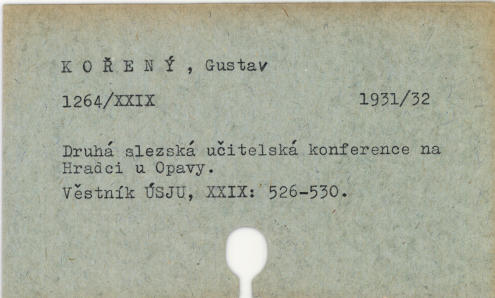 K O Ř E N Ý , Gustav
1264/XXIX 1931/32
Druhá slezská učitelská konference na
Hradci u Opavy.
Věstník ÚSJU, XXIX: 526-530.